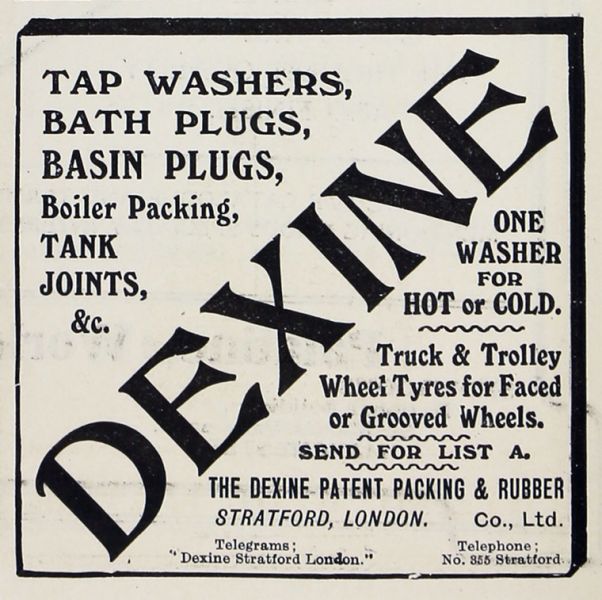 TAP WASHERS,
BATH PLUGS,
BASIN PLUGS,
Boiler Packing,
TANK
JOINTS,
&c.
DEXINE
ONE
WASHER
FOR
HOT or COLD.
Truck & Trolley
Wheel Tyres for Faced
or Grooved Wheels.
SEND FOR LIST A.
THE DEXINE PATENT PACKING & RUBBER
STRATFORD, LONDON. Co., Ltd.
Telegrams; Telephone;
"Dexine Stratford London." No. 355 Stratford